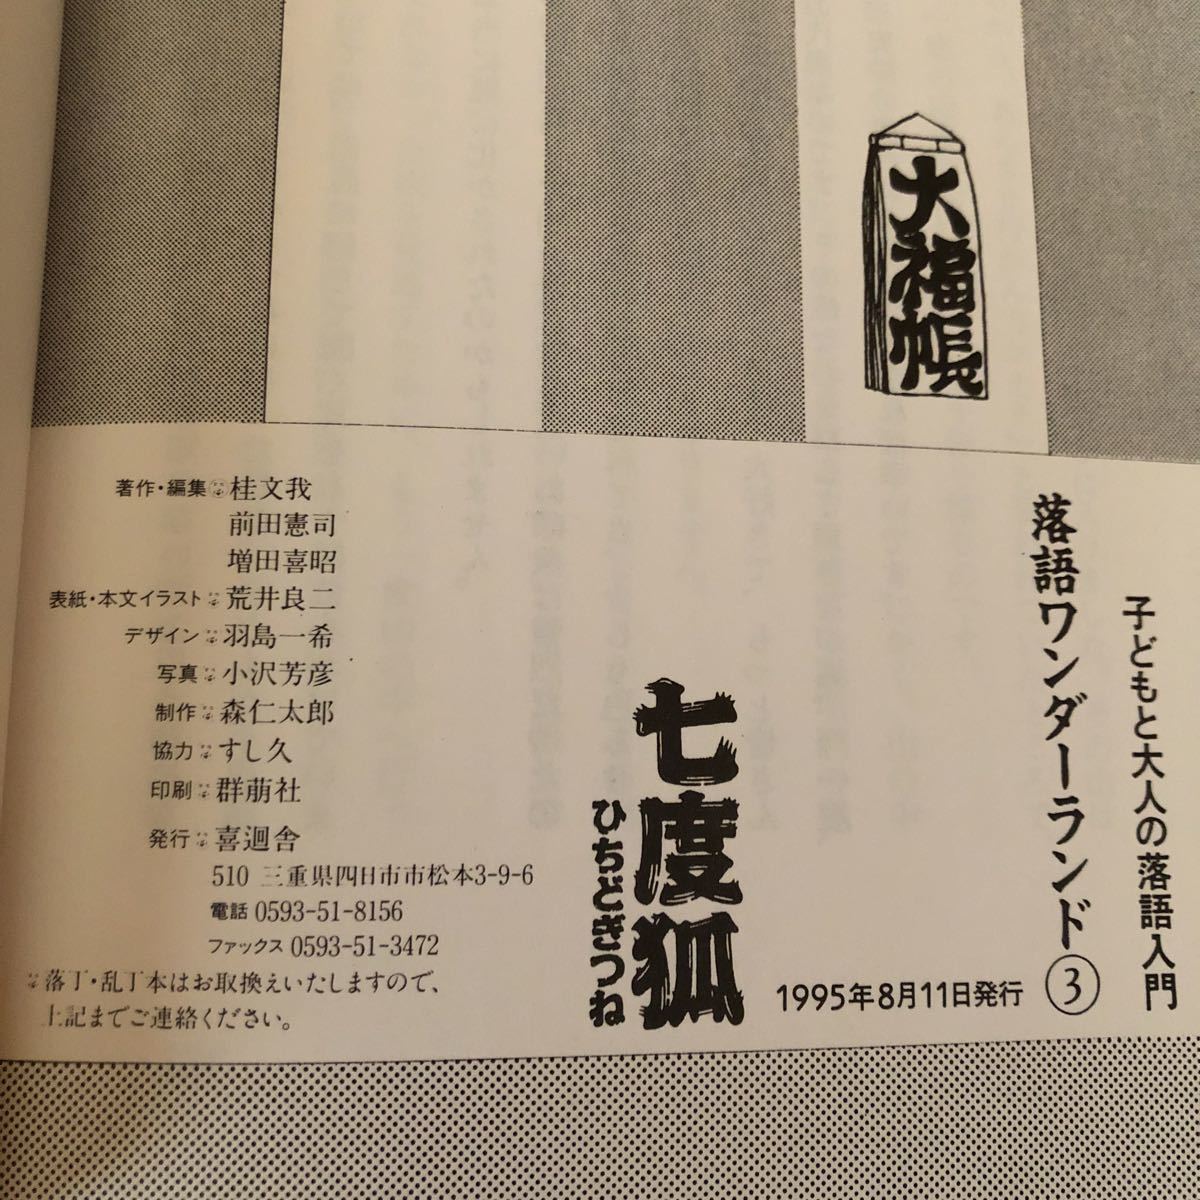 大福帳
子どもと大人の落語入門
落語ワンダーランド③
1995年8月11日発行
七度狐
ひちどぎつね
著作・編集 桂文我
前田憲司
増田喜昭
表紙・本文イラスト 荒井良二
デザイン 羽島一希
写真 小沢芳彦
制作 森仁太郎
協力 すし久
印刷 群萠社
発行 喜迴舎
510 三重県四日市市松本3-9-6
電話 0593-51-8156
ファックス 0593-51-3472
落丁・乱丁本はお取換えいたしますので、
上記までご連絡ください。